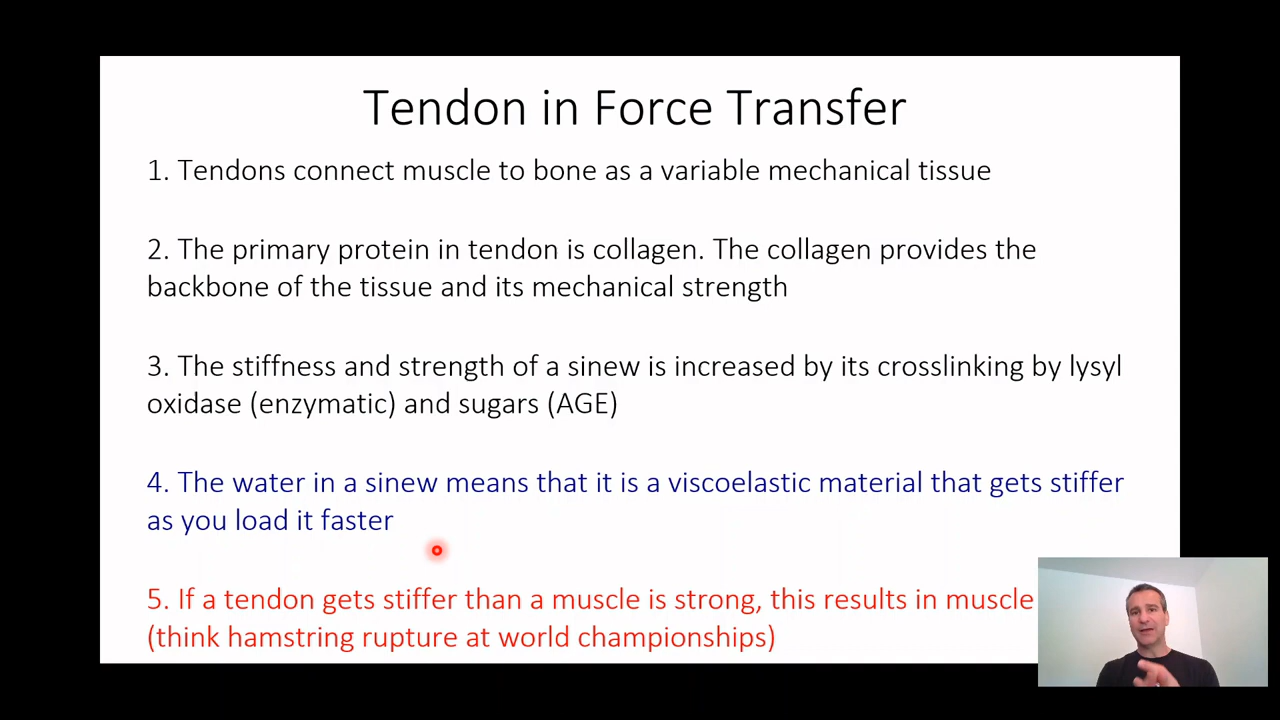 Tendon in Force Transfer
1. Tendons connect muscle to bone as a variable mechanical tissue
2. The primary protein in tendon is collagen. The collagen provides the
backbone of the tissue and its mechanical strength
3. The stiffness and strength of a sinew is increased by its crosslinking by lysyl
oxidase (enzymatic) and sugars (AGE)
4. The water in a sinew means that it is a viscoelastic material that gets stiffer
as you load it faster
5. If a tendon gets stiffer than a muscle is strong, this results in muscle
(think hamstring rupture at world championships)